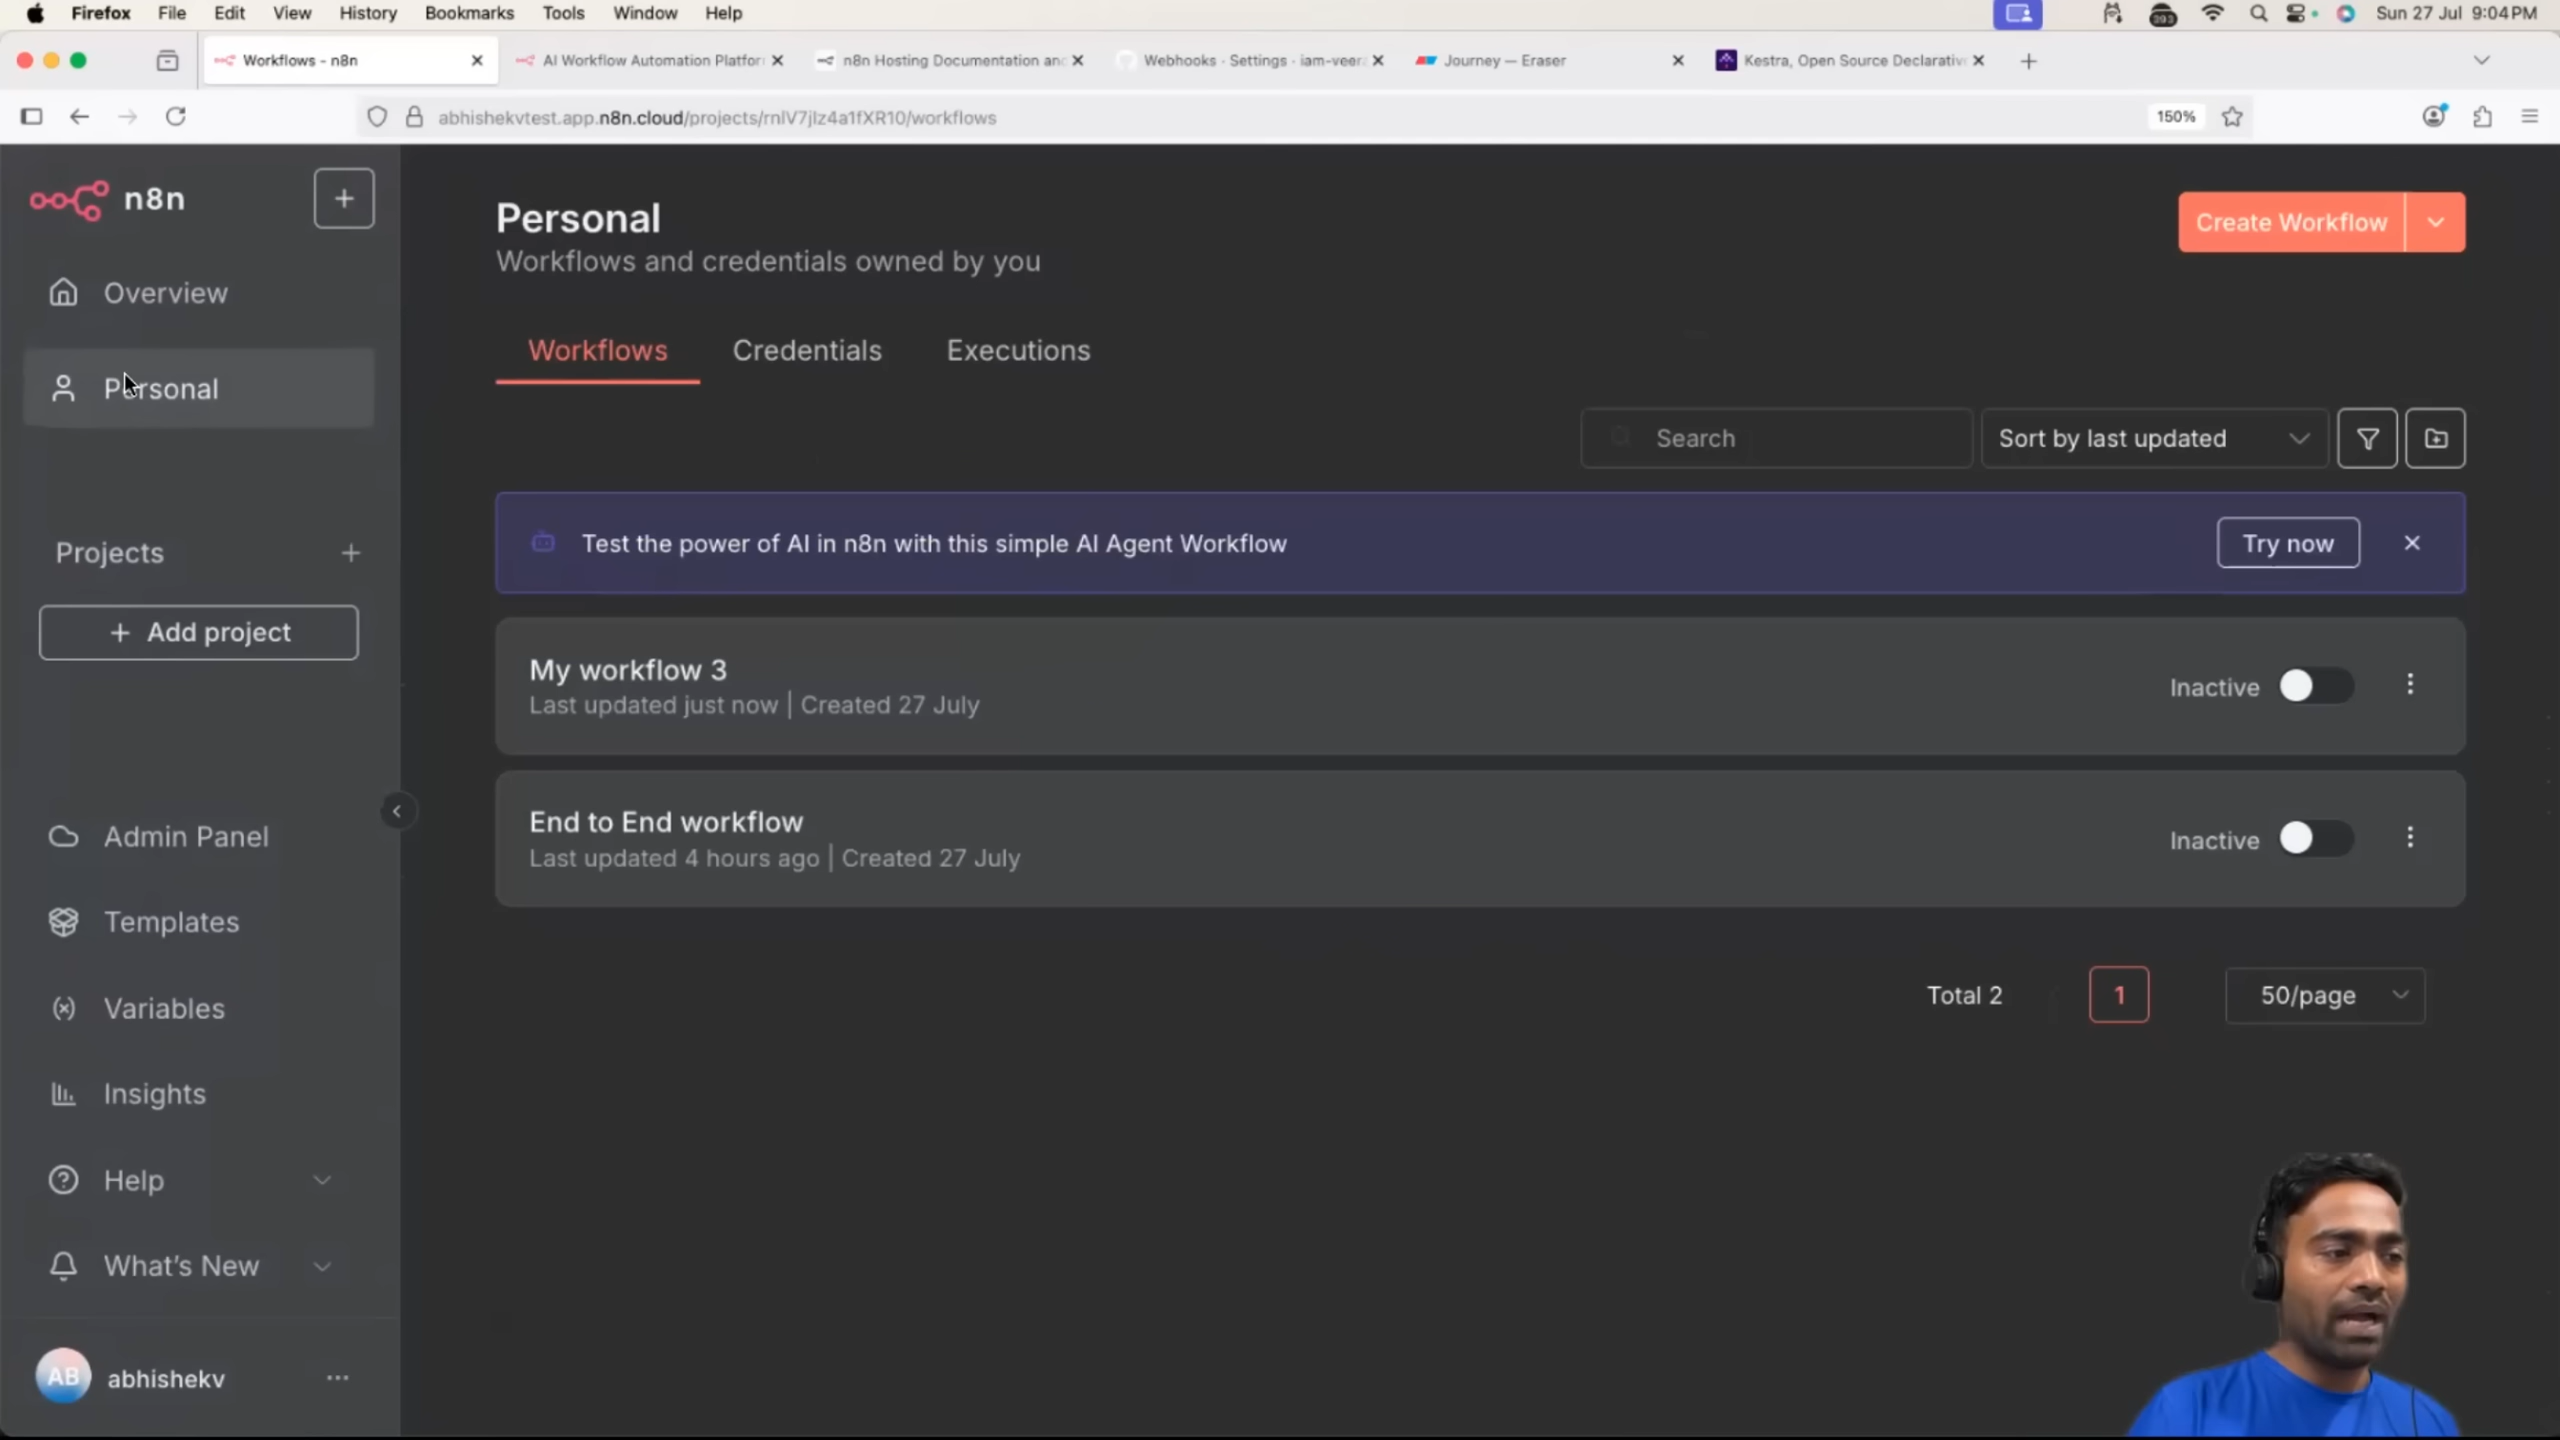 Firefox File Edit View History Bookmarks Tools Window Help
Sun 27 Jul 9:04 PM
Workflows - n8n
AI Workflow Automation Platfor
n8n Hosting Documentation and
Webhooks · Settings · iam-veer
Journey — Eraser
Kestra, Open Source Declarativ
abhishekvtest.app.n8n.cloud/projects/rnlV7jlz4a1fXR10/workflows
150%
n8n
Overview
Personal
Projects
Add project
Admin Panel
Templates
Variables
Insights
Help
What's New
AB abhishekv
Personal
Workflows and credentials owned by you
Create Workflow
Workflows Credentials Executions
Search
Sort by last updated
Test the power of AI in n8n with this simple AI Agent Workflow
Try now
My workflow 3
Last updated just now | Created 27 July
Inactive
End to End workflow
Last updated 4 hours ago | Created 27 July
Inactive
Total 2
1
50/page